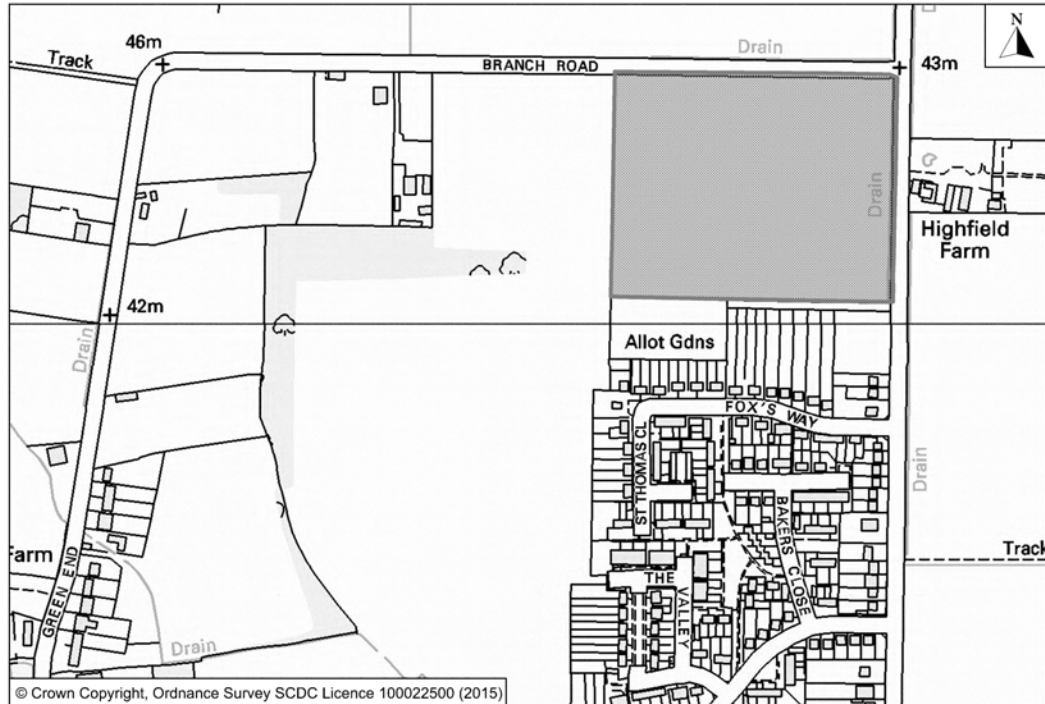 N
46m
Track
BRANCH ROAD
Drain
D
43m
Drain
Highfield
Farm
42m
Drain
Allot Gdns
FOX'S WAY
ST THOMAS CL
Drain
BAKERS CLOSE
Track
arm
GREEN END
THE VALLEY
Drain
© Crown Copyright, Ordnance Survey SCDC Licence 100022500 (2015)